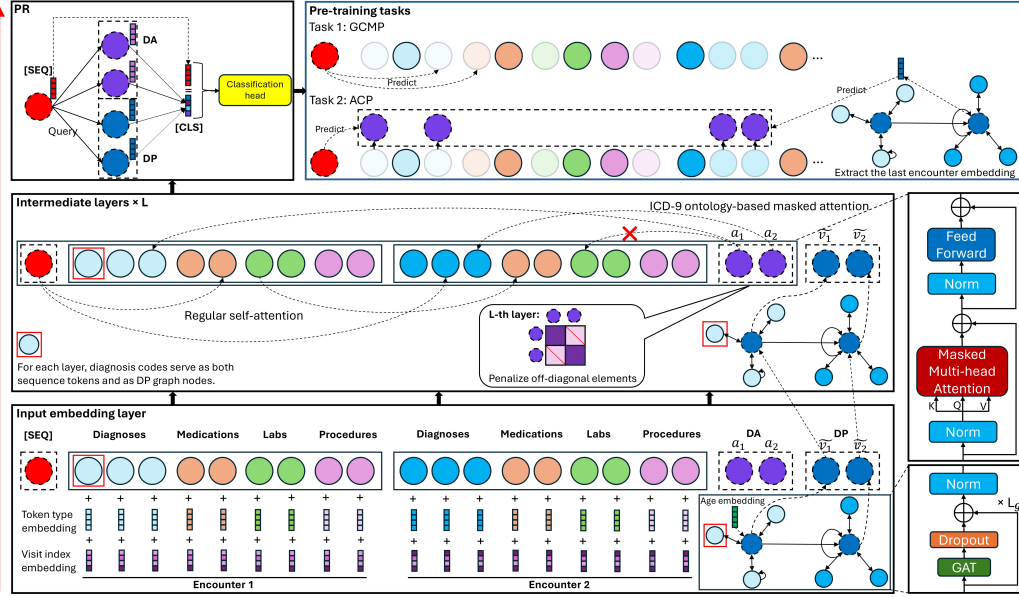 PR
DA
[SEQ]
Query
DP
[CLS]
Classification
head
Pre-training tasks
Task 1: GCMP
...
Predict
Task 2: ACP
Predict
Predict
...
Extract the last encounter embedding
Intermediate layers × L
ICD-9 ontology-based masked attention
a1 a2 ṽ1 ṽ2
Regular self-attention
L-th layer:
Penalize off-diagonal elements
For each layer, diagnosis codes serve as both
sequence tokens and as DP graph nodes.
Input embedding layer
[SEQ] Diagnoses Medications Labs Procedures Diagnoses Medications Labs Procedures DA DP
a1 a2 ṽ1 ṽ2
+ + + + + + + + + + + + + + + + + + + +
Token type
embedding
+ + + + + + + + + + + + + + + + + + + +
Visit index
embedding
Encounter 1 Encounter 2
Age embedding
Feed
Forward
Norm
Masked
Multi-head
Attention
K Q V
Norm
Norm
× Lg
Dropout
GAT